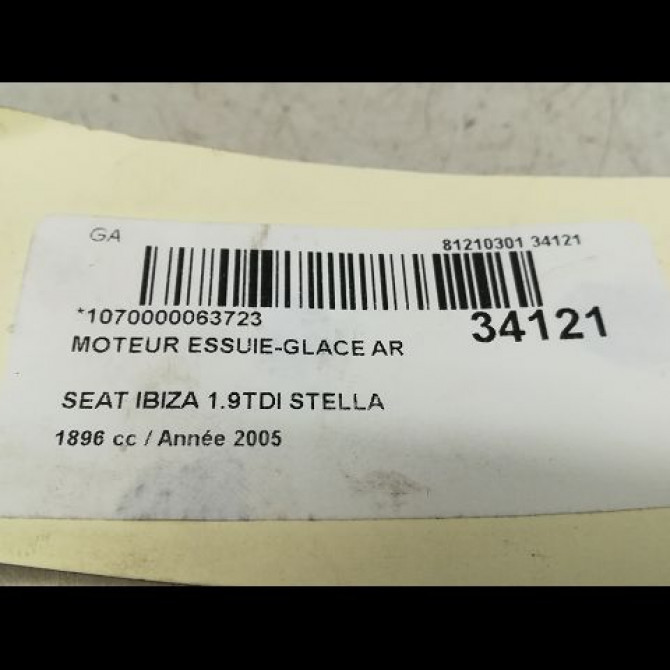 GA
81210301 34121
*1070000063723
34121
MOTEUR ESSUIE-GLACE AR
SEAT IBIZA 1.9TDI STELLA
1896 cc / Année 2005